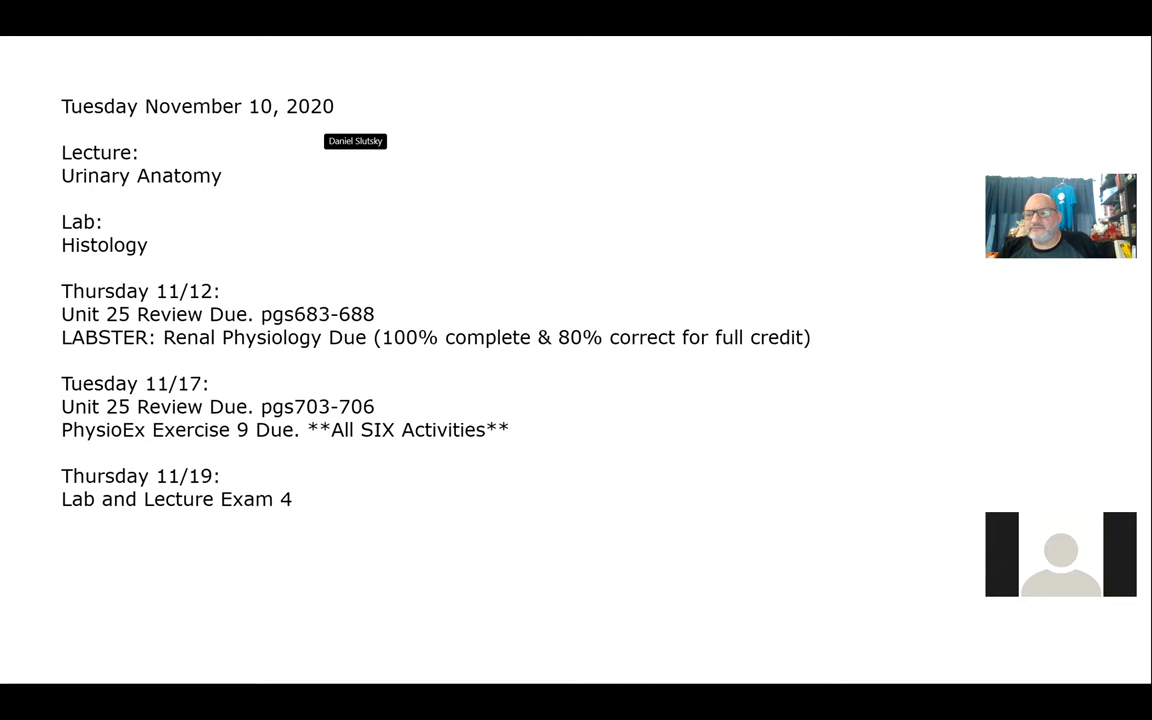 Tuesday November 10, 2020
Daniel Slutsky
Lecture:
Urinary Anatomy
Lab:
Histology
Thursday 11/12:
Unit 25 Review Due. pgs683-688
LABSTER: Renal Physiology Due (100% complete & 80% correct for full credit)
Tuesday 11/17:
Unit 25 Review Due. pgs703-706
PhysioEx Exercise 9 Due. **All SIX Activities**
Thursday 11/19:
Lab and Lecture Exam 4